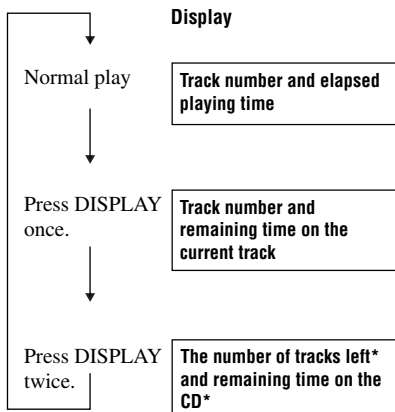 Display
Normal play
Track number and elapsed
playing time
Press DISPLAY
once.
Track number and
remaining time on the
current track
Press DISPLAY
twice.
The number of tracks left*
and remaining time on the
CD*